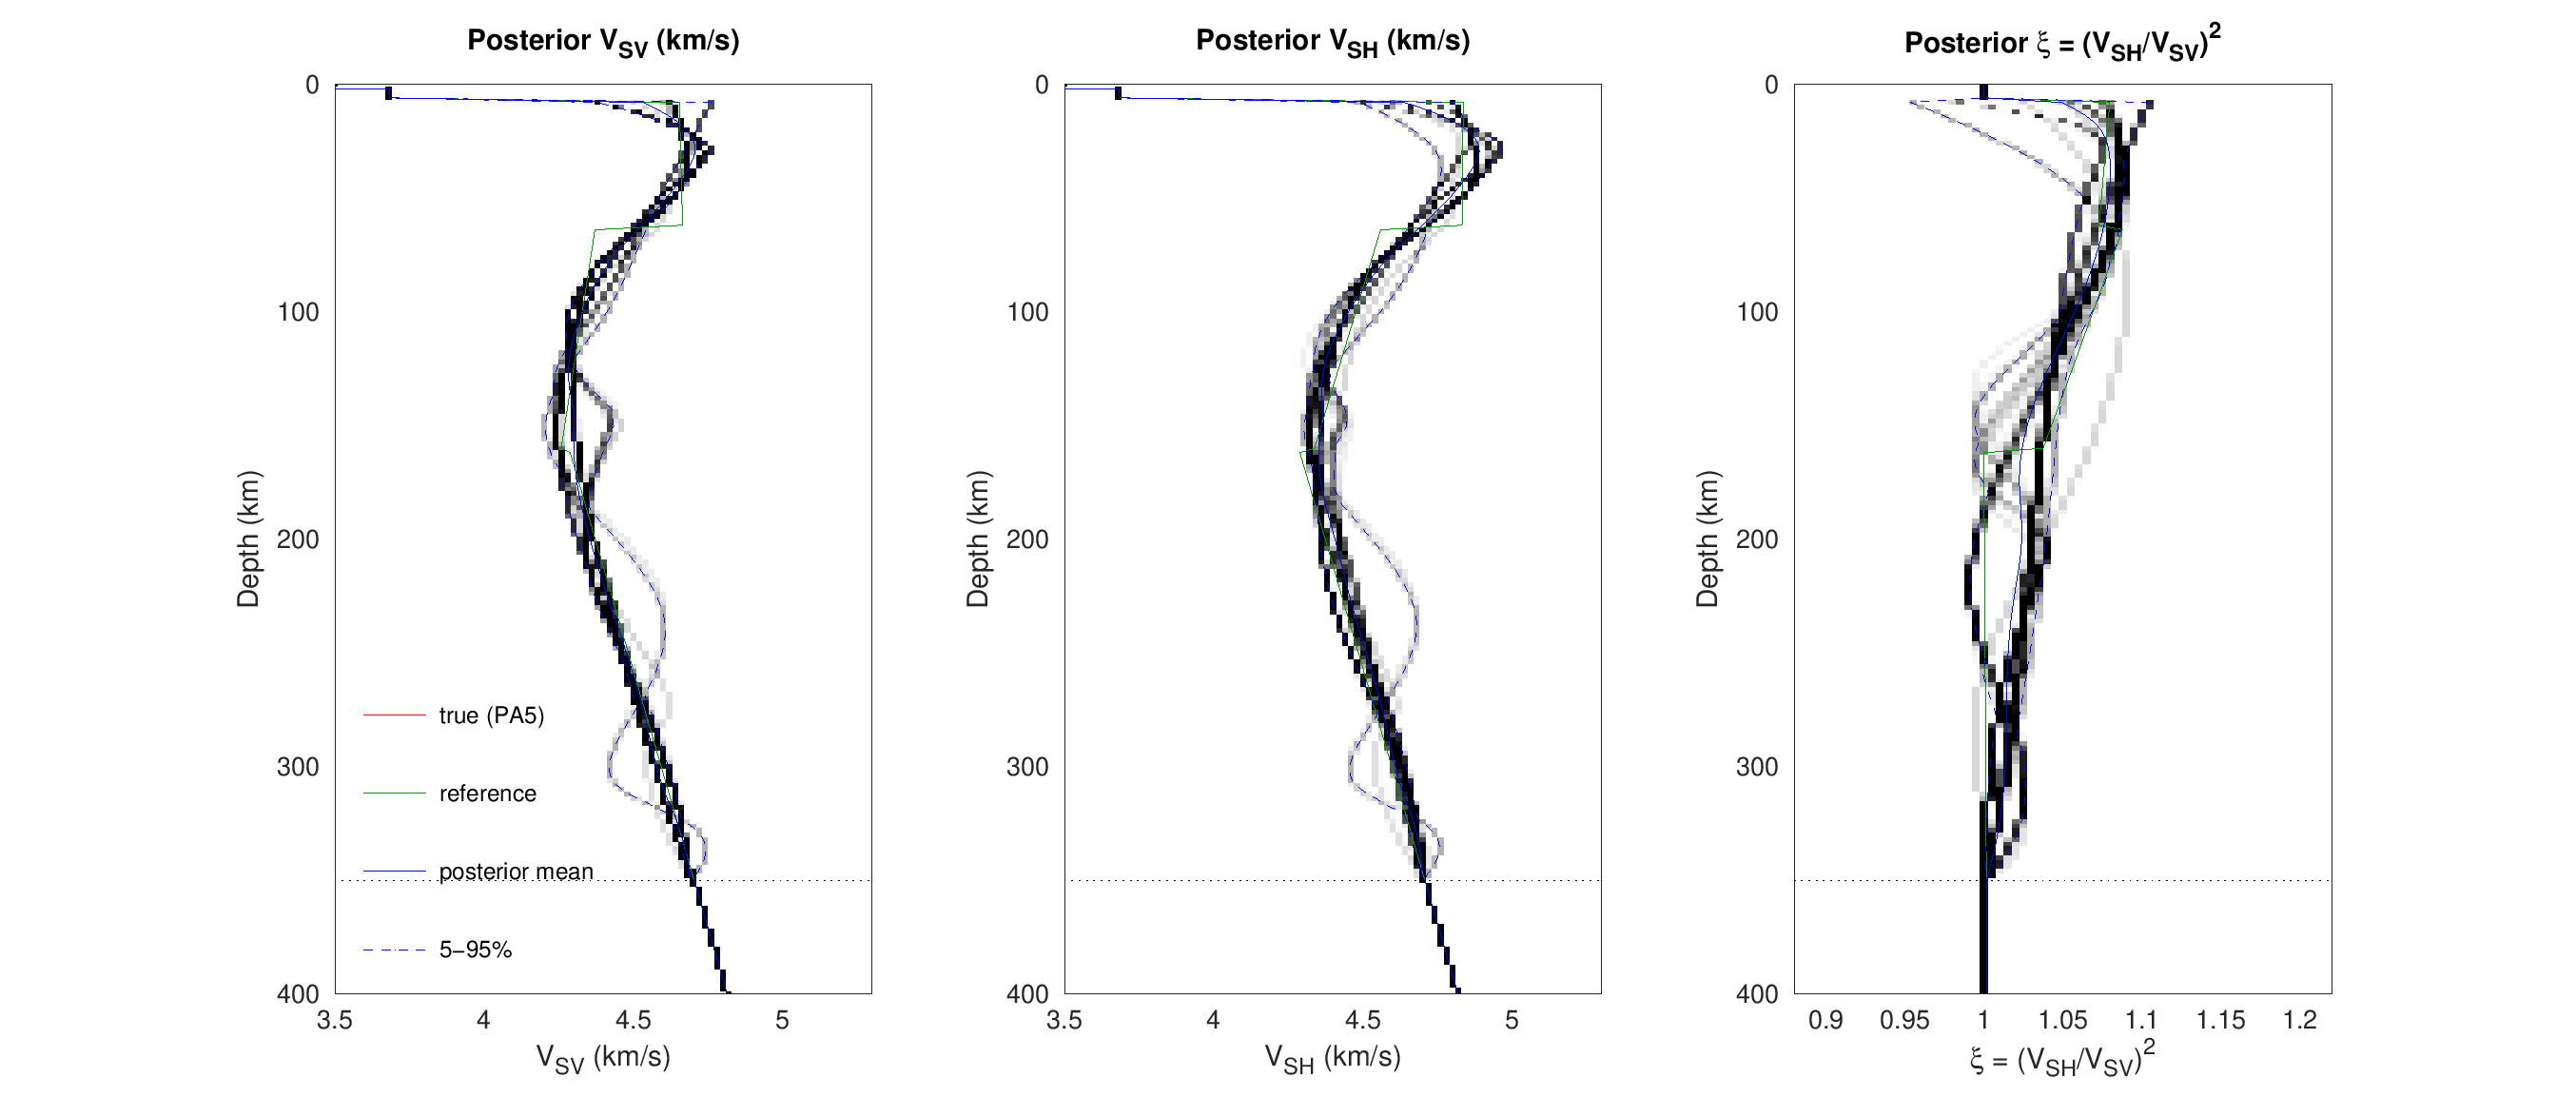 Posterior V_SV (km/s)
0
100
200
300
400
Depth (km)
true (PA5)
reference
posterior mean
5−95%
3.5 4 4.5 5
V_SV (km/s)
Posterior V_SH (km/s)
0
100
200
300
400
Depth (km)
3.5 4 4.5 5
V_SH (km/s)
Posterior ξ = (V_SH/V_SV)^2
0
100
200
300
400
Depth (km)
0.9 0.95 1 1.05 1.1 1.15 1.2
ξ = (V_SH/V_SV)^2